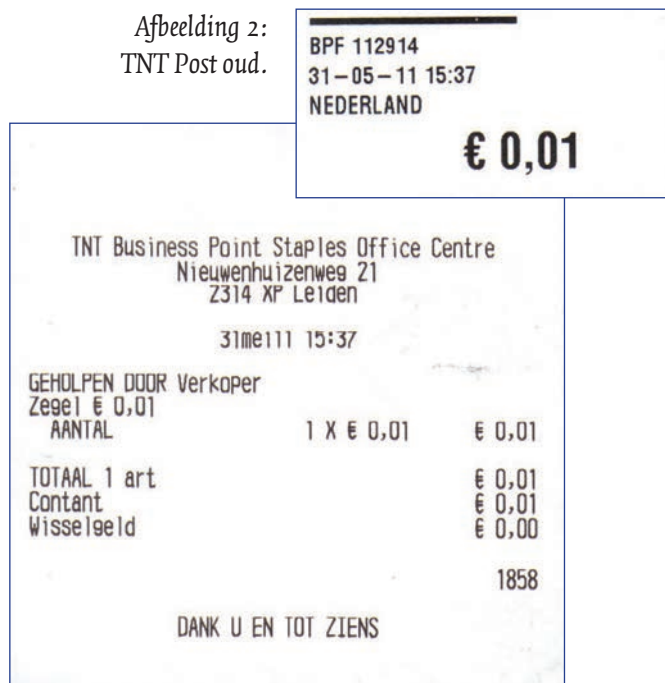 Afbeelding 2:
TNT Post oud.
BPF 112914
31-05-11 15:37
NEDERLAND
€ 0,01
TNT Business Point Staples Office Centre
Nieuwenhuizenweg 21
2314 XP Leiden
31mei11 15:37
GEHOLPEN DOOR Verkoper
Zegel € 0,01
AANTAL 1 X € 0,01 € 0,01
TOTAAL 1 art € 0,01
Contant € 0,01
Wisselgeld € 0,00
1858
DANK U EN TOT ZIENS